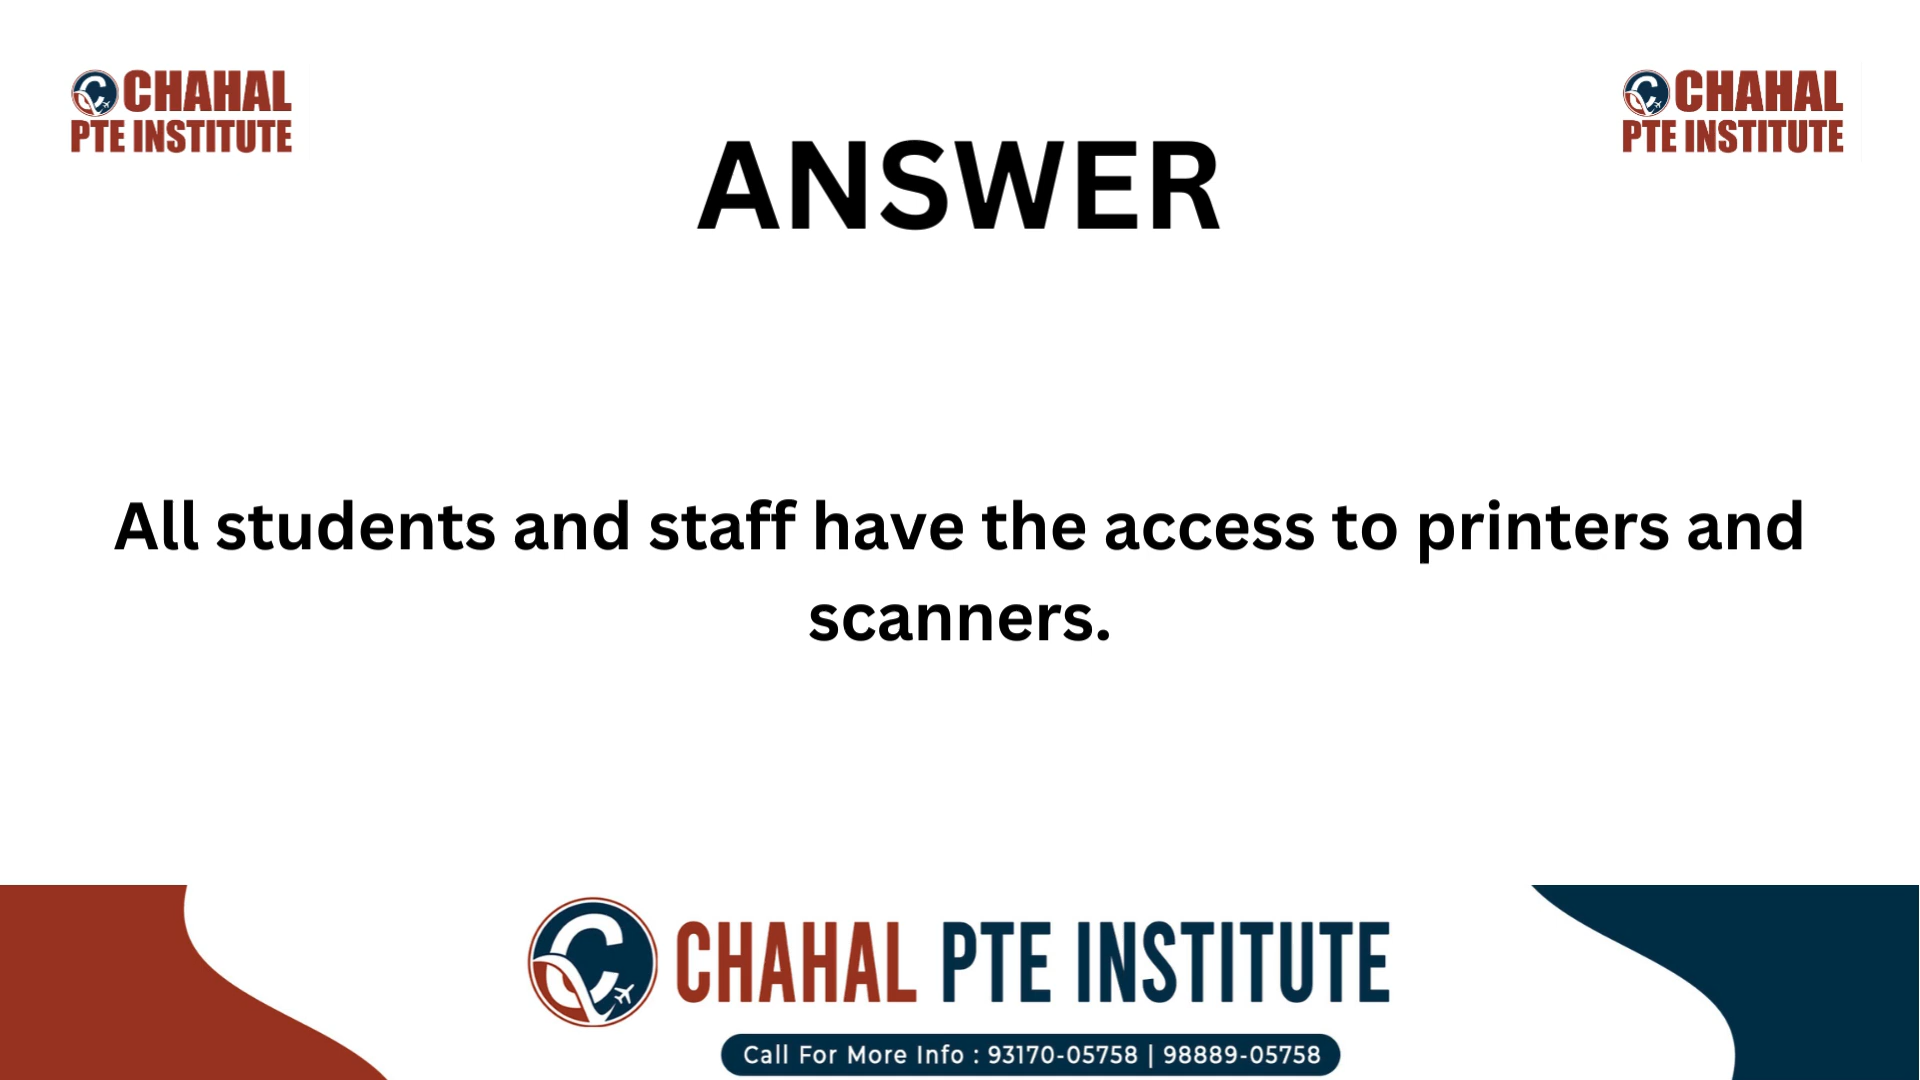 CHAHAL
PTE INSTITUTE
CHAHAL
PTE INSTITUTE
ANSWER
All students and staff have the access to printers and
scanners.
CHAHAL PTE INSTITUTE
Call For More Info : 93170-05758 | 98889-05758